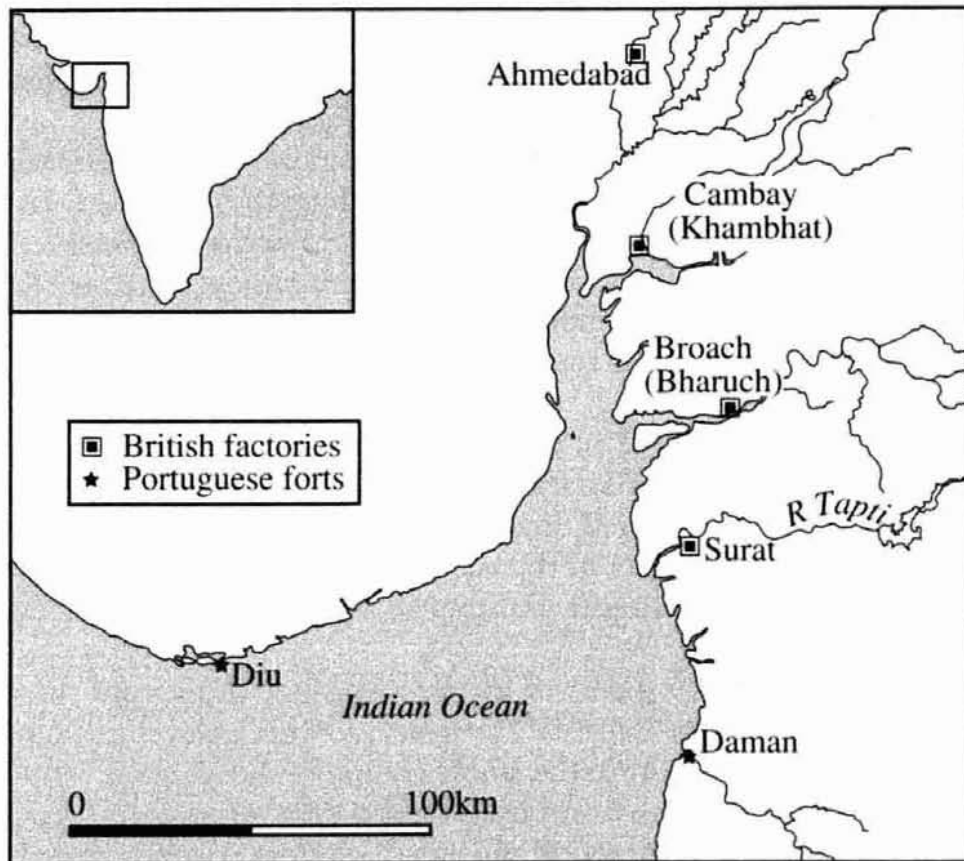 Ahmedabad
Cambay
(Khambhat)
Broach
(Bharuch)
British factories
Portuguese forts
R Tapti
Surat
Diu
Indian Ocean
Daman
0 100km